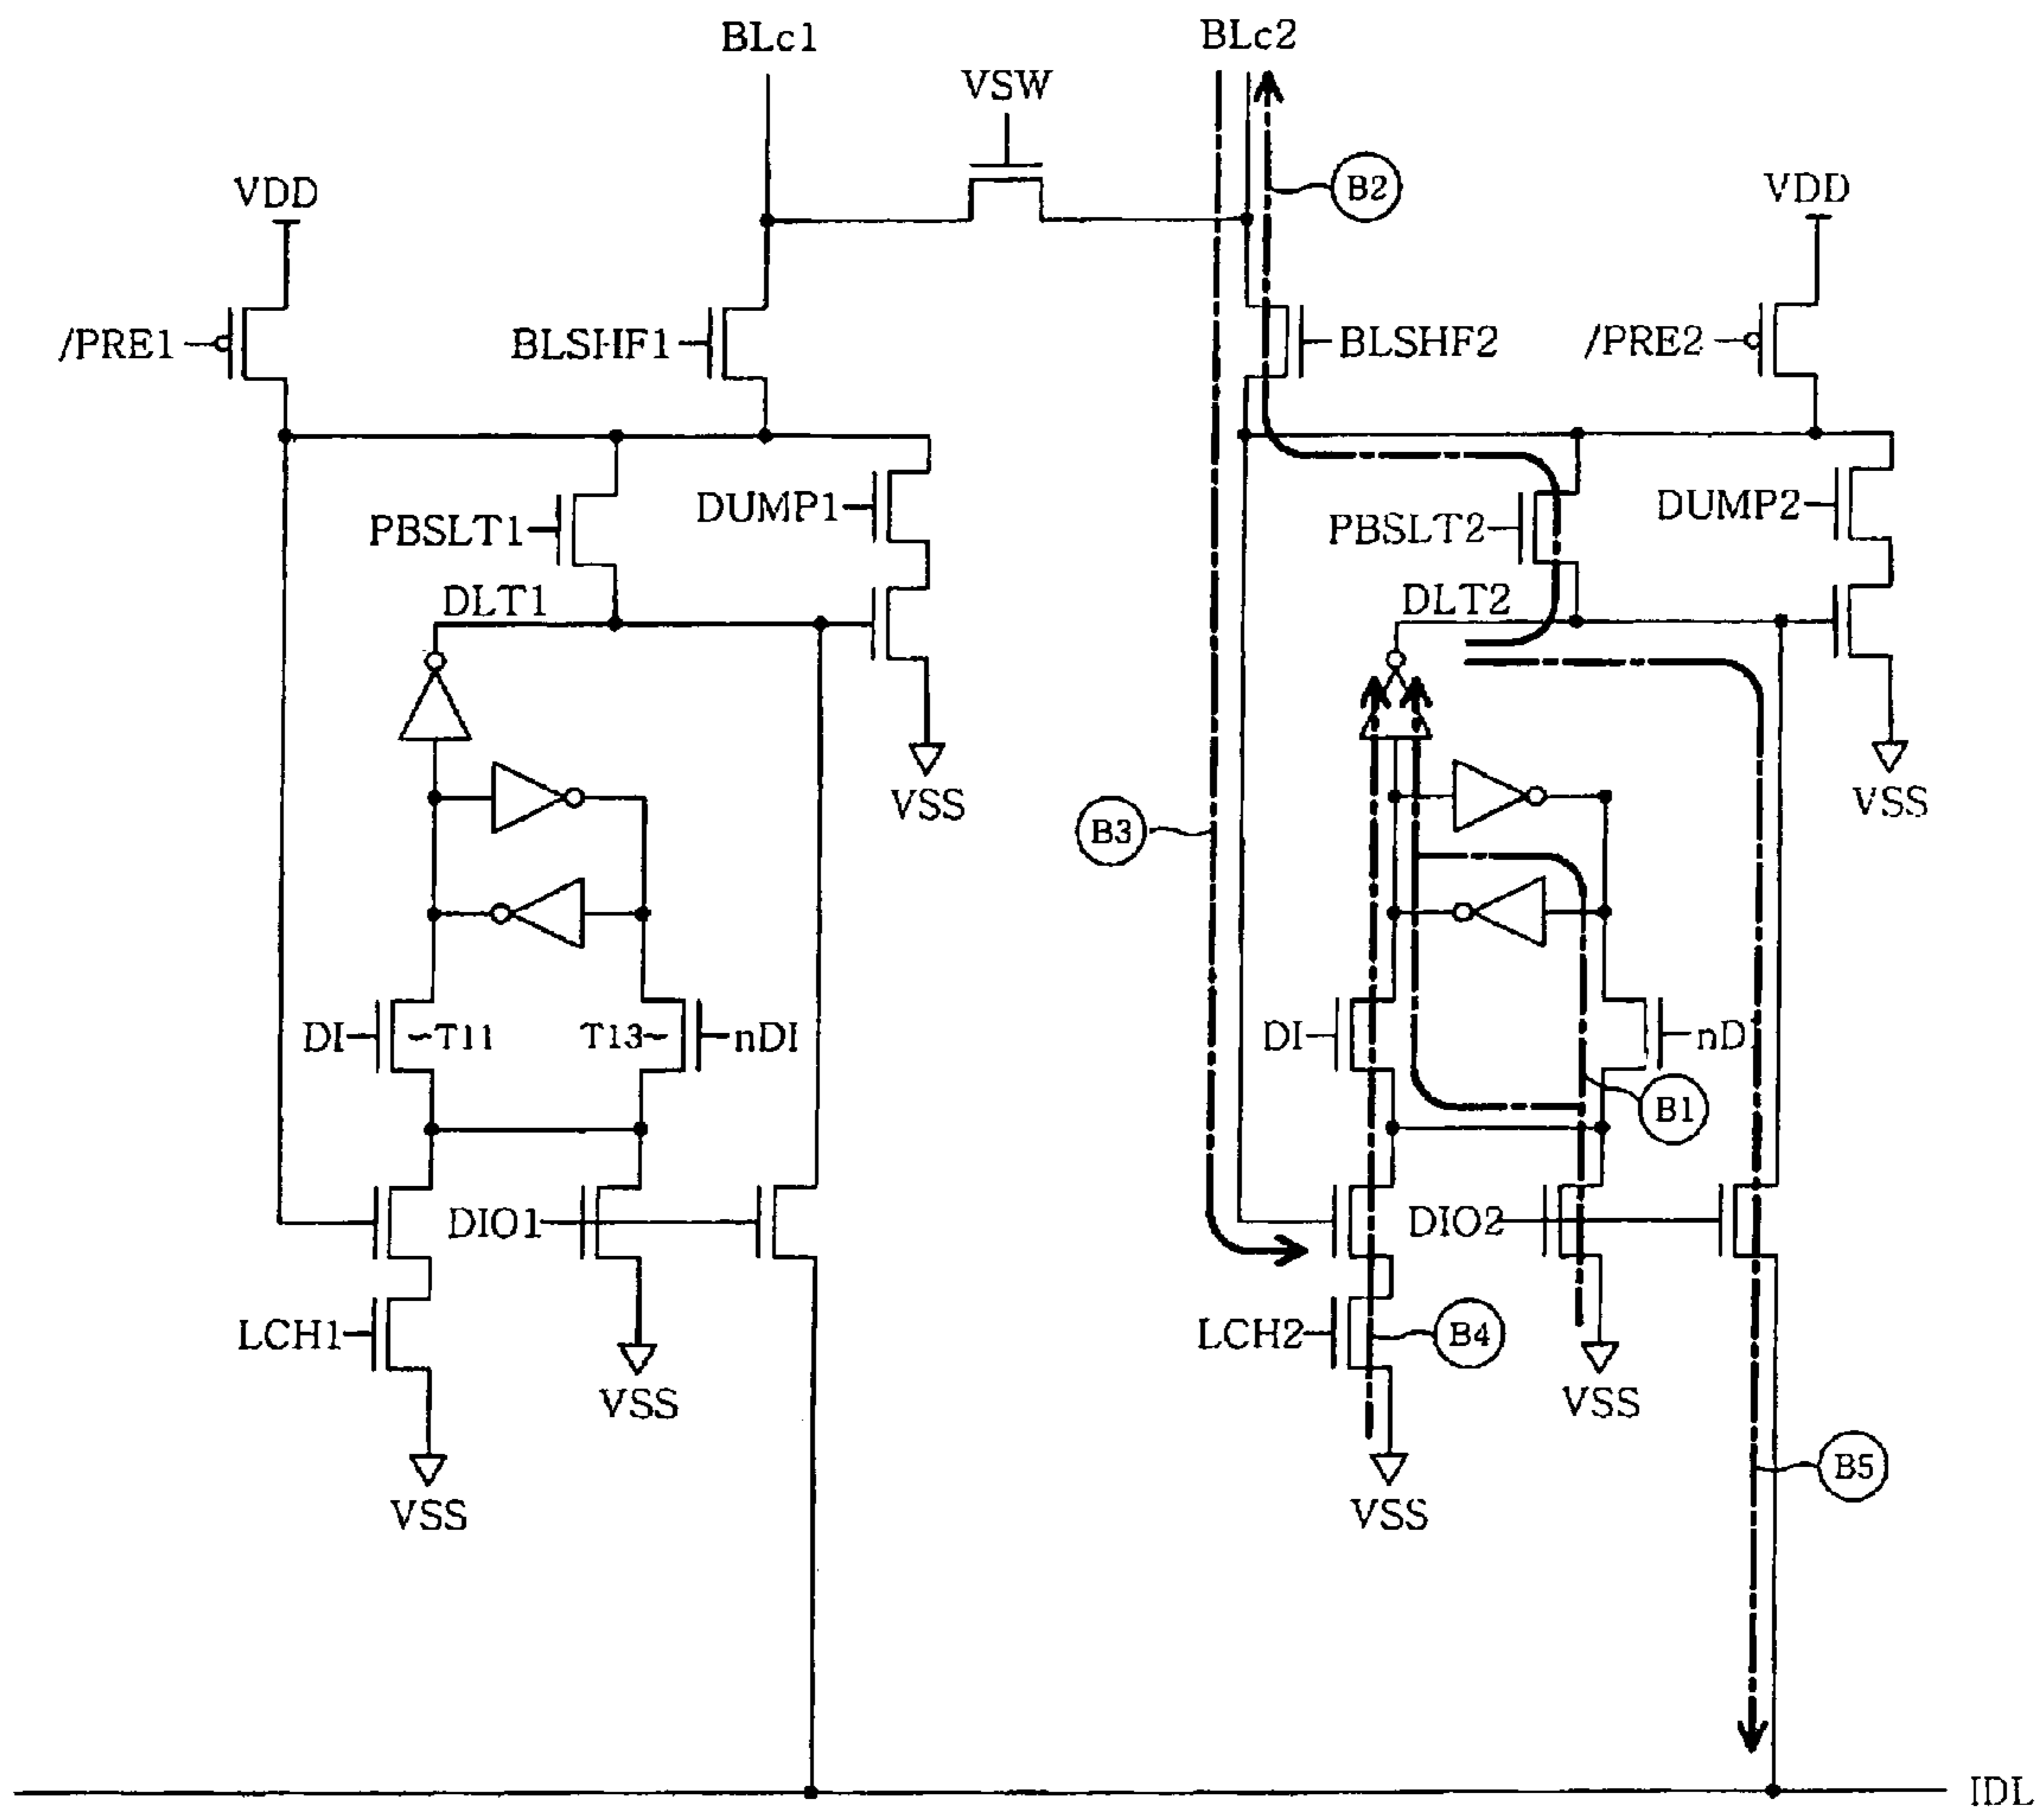 BLc1
BLc2
VSW
B2
VDD
VDD
/PRE1
BLSHF1
BLSHF2
/PRE2
PBSLT1
DUMP1
PBSLT2
DUMP2
DLT1
DLT2
VSS
VSS
B3
DI
T11
T13
nDI
DI
nD
B1
DIO1
DIO2
LCH1
LCH2
B4
VSS
VSS
B5
VSS
VSS
IDL